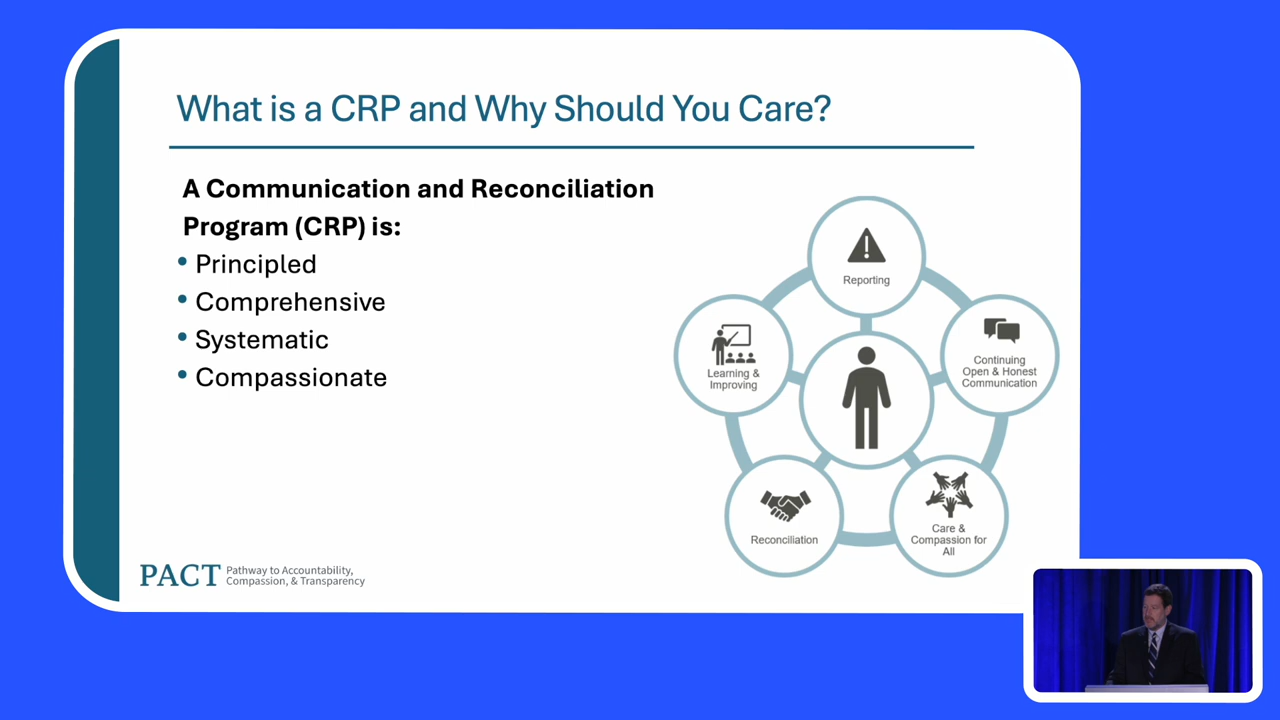 What is a CRP and Why Should You Care?
A Communication and Reconciliation
Program (CRP) is:
• Principled
• Comprehensive
• Systematic
• Compassionate
Reporting
Continuing
Open & Honest
Communication
Care &
Compassion for
All
Reconciliation
Learning &
Improving
PACT
Pathway to Accountability,
Compassion, & Transparency